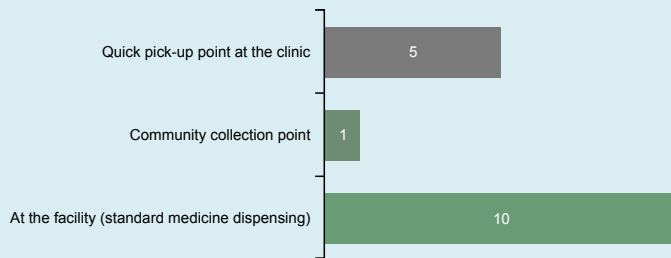 Quick pick-up point at the clinic
5
Community collection point
1
At the facility (standard medicine dispensing)
10